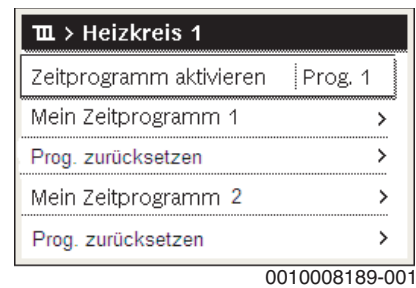 > Heizkreis 1
Zeitprogramm aktivieren Prog. 1
Mein Zeitprogramm 1 >
Prog. zurücksetzen >
Mein Zeitprogramm 2 >
Prog. zurücksetzen >
0010008189-001